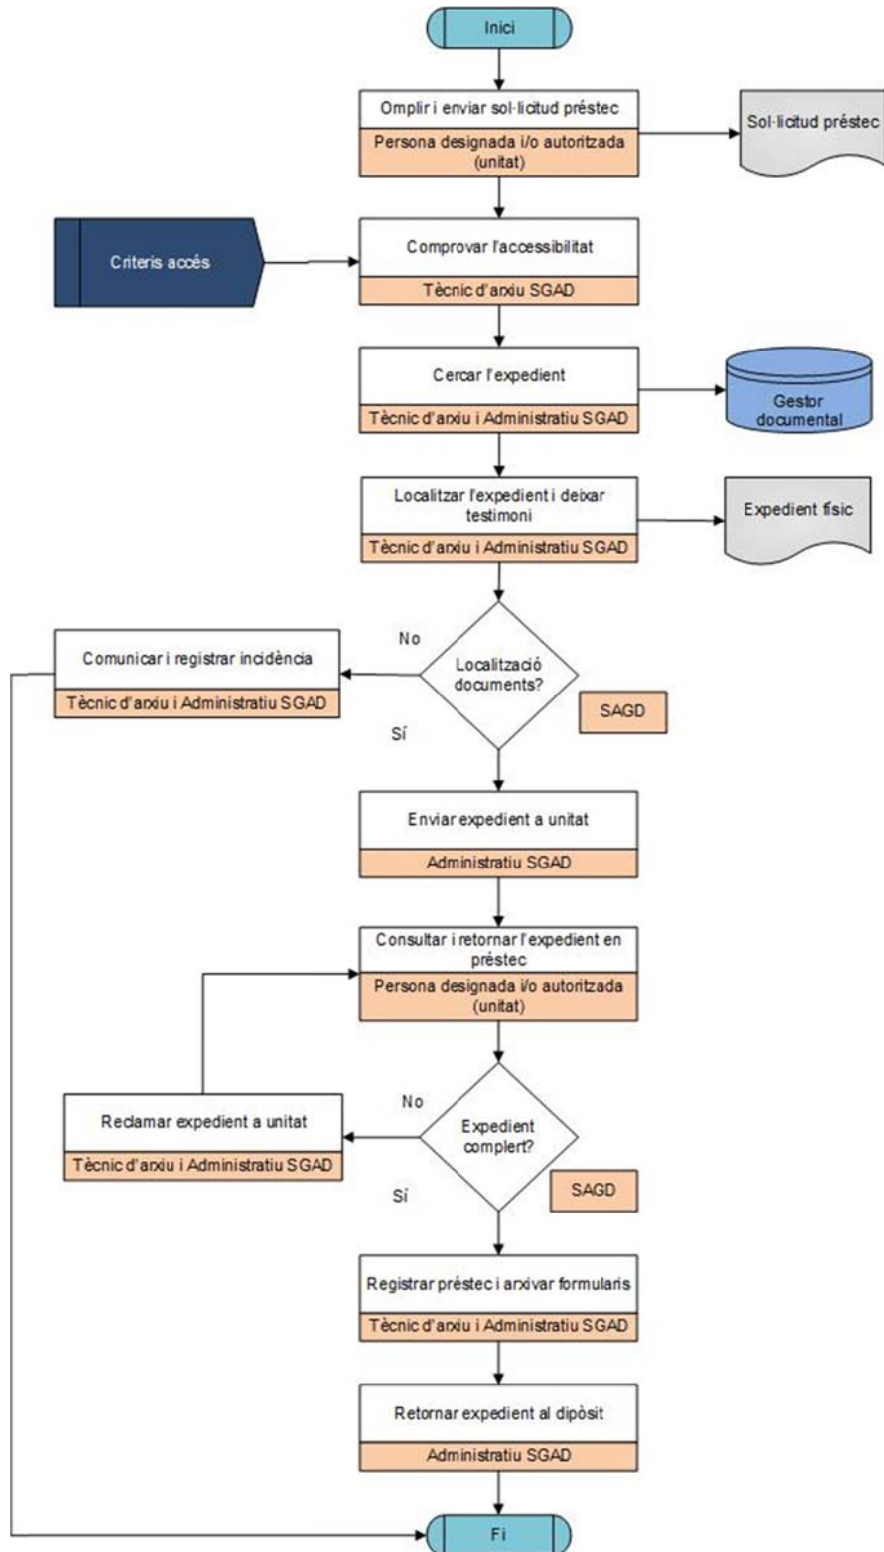 Inici
Omplir i enviar sol·licitud préstec
Persona designada i/o autoritzada
(unitat)
Sol·licitud préstec
Criteris accés
Comprovar l'accessibilitat
Tècnic d'arxiu SGAD
Cercar l'expedient
Tècnic d'arxiu i Administratiu SGAD
Gestor
documental
Localitzar l'expedient i deixar
testimoni
Tècnic d'arxiu i Administratiu SGAD
Expedient físic
No
Comunicar i registrar incidència
Tècnic d'arxiu i Administratiu SGAD
Localització
documents?
SAGD
Sí
Enviar expedient a unitat
Administratiu SGAD
Consultar i retornar l'expedient en
préstec
Persona designada i/o autoritzada
(unitat)
No
Reclamar expedient a unitat
Tècnic d'arxiu i Administratiu SGAD
Expedient
complert?
SAGD
Sí
Registrar préstec i arxivar formularis
Tècnic d'arxiu i Administratiu SGAD
Retornar expedient al dipòsit
Administratiu SGAD
Fi